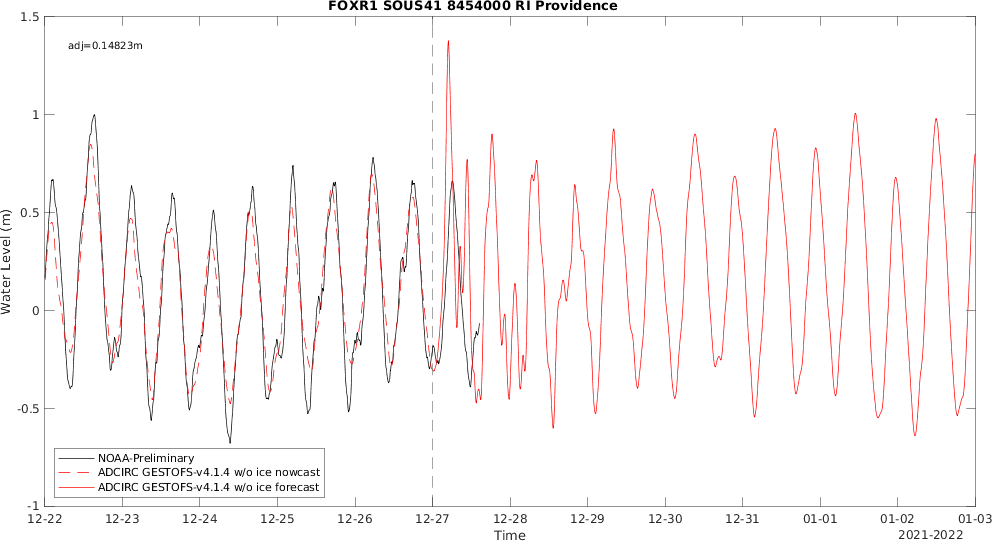 FOXR1 SOUS41 8454000 RI Providence
adj=0.14823m
Water Level (m)
1.5
1
0.5
0
-0.5
-1
NOAA-Preliminary
ADCIRC GESTOFS-v4.1.4 w/o ice nowcast
ADCIRC GESTOFS-v4.1.4 w/o ice forecast
12-22 12-23 12-24 12-25 12-26 12-27 12-28 12-29 12-30 12-31 01-01 01-02 01-03
Time
2021-2022